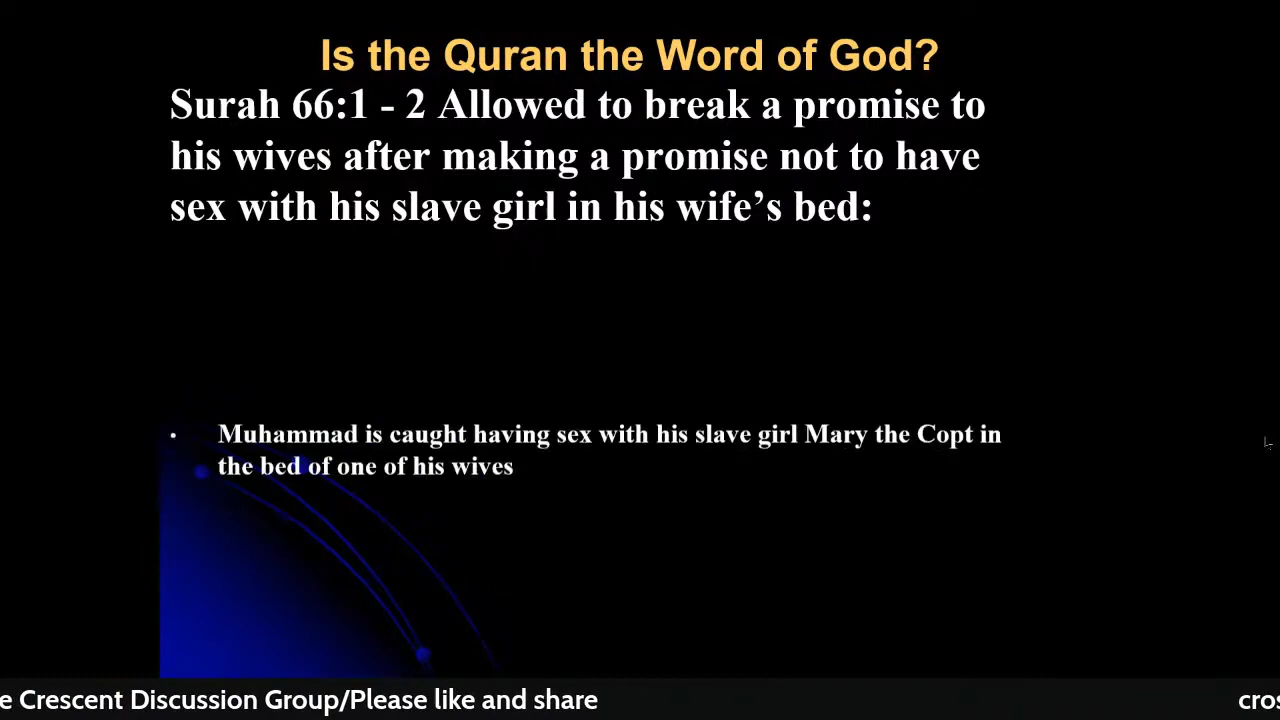 Is the Quran the Word of God?
Surah 66:1 - 2 Allowed to break a promise to
his wives after making a promise not to have
sex with his slave girl in his wife’s bed:
• Muhammad is caught having sex with his slave girl Mary the Copt in
the bed of one of his wives
e Crescent Discussion Group/Please like and share
cros